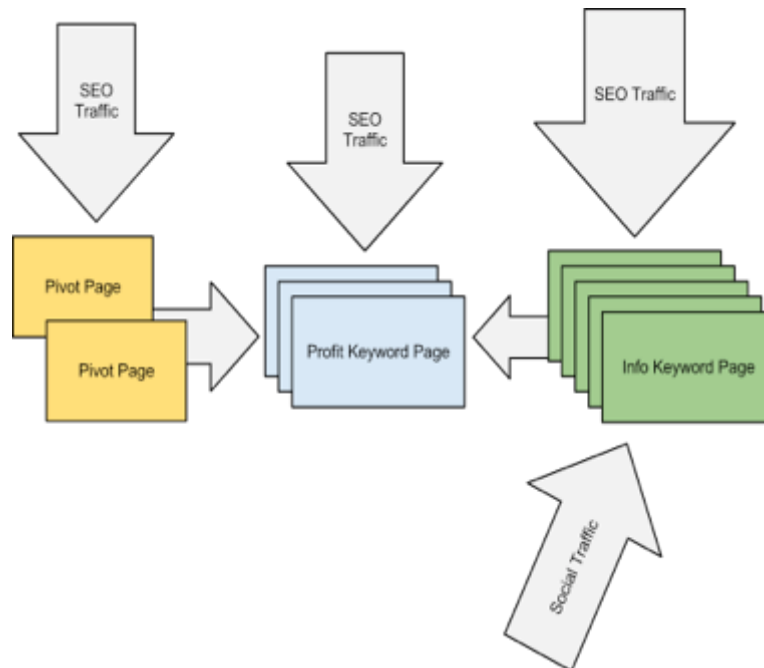 SEO
Traffic
SEO
Traffic
SEO Traffic
Pivot Page
Pivot Page
Profit Keyword Page
Info Keyword Page
Social Traffic